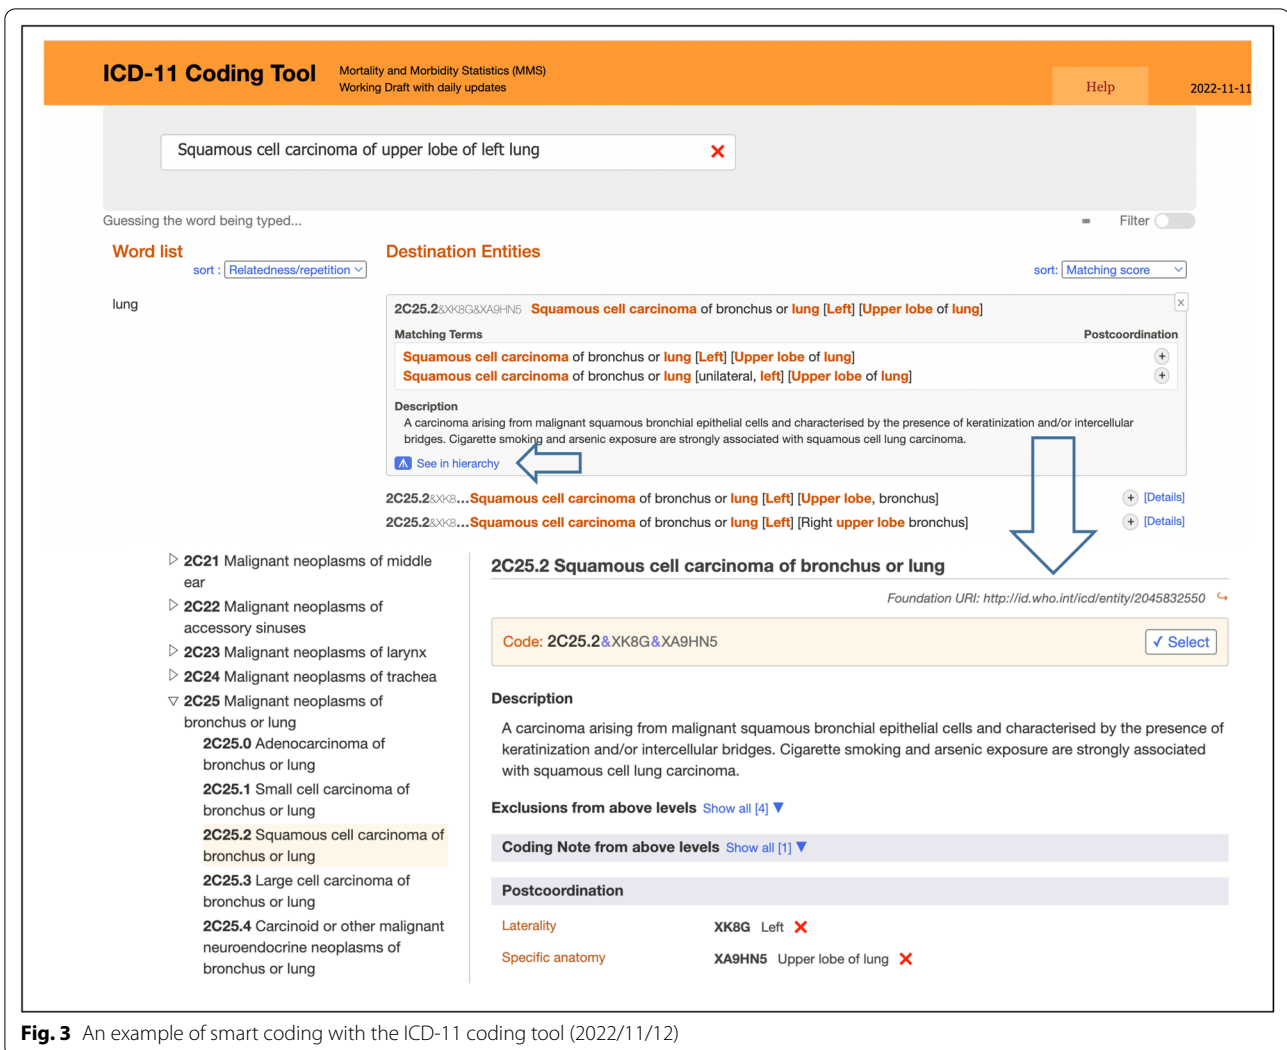 ICD-11 Coding Tool
Mortality and Morbidity Statistics (MMS)
Working Draft with daily updates
Help
2022-11-11
Squamous cell carcinoma of upper lobe of left lung
Guessing the word being typed...
Filter
Word list
sort : Relatedness/repetition
lung
Destination Entities
sort: Matching score
2C25.2&XK8G&XA9HN5 Squamous cell carcinoma of bronchus or lung [Left] [Upper lobe of lung]
Matching Terms
Postcoordination
Squamous cell carcinoma of bronchus or lung [Left] [Upper lobe of lung]
Squamous cell carcinoma of bronchus or lung [unilateral, left] [Upper lobe of lung]
Description
A carcinoma arising from malignant squamous bronchial epithelial cells and characterised by the presence of keratinization and/or intercellular
bridges. Cigarette smoking and arsenic exposure are strongly associated with squamous cell lung carcinoma.
See in hierarchy
2C25.2&XK8...Squamous cell carcinoma of bronchus or lung [Left] [Upper lobe, bronchus] [Details]
2C25.2&XK8...Squamous cell carcinoma of bronchus or lung [Left] [Right upper lobe bronchus] [Details]
2C21 Malignant neoplasms of middle
ear
2C22 Malignant neoplasms of
accessory sinuses
2C23 Malignant neoplasms of larynx
2C24 Malignant neoplasms of trachea
2C25 Malignant neoplasms of
bronchus or lung
2C25.0 Adenocarcinoma of
bronchus or lung
2C25.1 Small cell carcinoma of
bronchus or lung
2C25.2 Squamous cell carcinoma of
bronchus or lung
2C25.3 Large cell carcinoma of
bronchus or lung
2C25.4 Carcinoid or other malignant
neuroendocrine neoplasms of
bronchus or lung
2C25.2 Squamous cell carcinoma of bronchus or lung
Foundation URI: http://id.who.int/icd/entity/2045832550
Code: 2C25.2&XK8G&XA9HN5
✓ Select
Description
A carcinoma arising from malignant squamous bronchial epithelial cells and characterised by the presence of
keratinization and/or intercellular bridges. Cigarette smoking and arsenic exposure are strongly associated
with squamous cell lung carcinoma.
Exclusions from above levels Show all [4] ▼
Coding Note from above levels Show all [1] ▼
Postcoordination
Laterality XK8G Left
Specific anatomy XA9HN5 Upper lobe of lung
Fig. 3 An example of smart coding with the ICD-11 coding tool (2022/11/12)